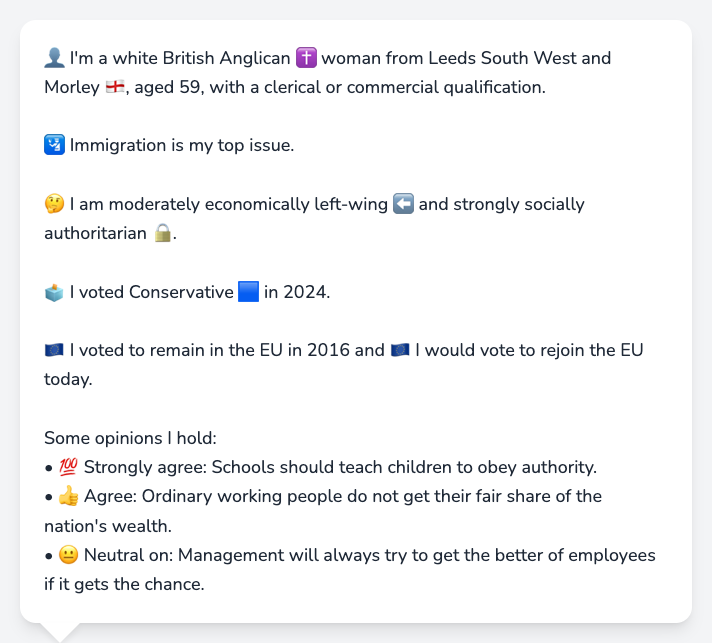 👤 I'm a white British Anglican ✝️ woman from Leeds South West and
Morley 🏴󠁧󠁢󠁥󠁮󠁧󠁿, aged 59, with a clerical or commercial qualification.
🛂 Immigration is my top issue.
🤔 I am moderately economically left-wing ⬅️ and strongly socially
authoritarian 🔒.
🗳️ I voted Conservative 🟦 in 2024.
🇪🇺 I voted to remain in the EU in 2016 and 🇪🇺 I would vote to rejoin the EU
today.
Some opinions I hold:
• 💯 Strongly agree: Schools should teach children to obey authority.
• 👍 Agree: Ordinary working people do not get their fair share of the
nation's wealth.
• 😐 Neutral on: Management will always try to get the better of employees
if it gets the chance.